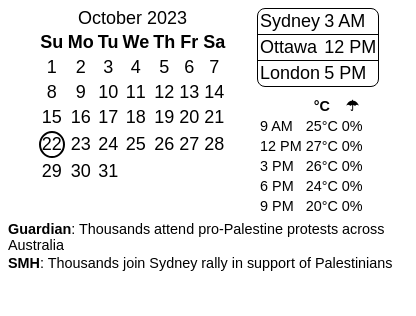 October 2023
Su Mo Tu We Th Fr Sa
1 2 3 4 5 6 7
8 9 10 11 12 13 14
15 16 17 18 19 20 21
22 23 24 25 26 27 28
29 30 31
Sydney 3 AM
Ottawa 12 PM
London 5 PM
°C ☂
9 AM 25°C 0%
12 PM 27°C 0%
3 PM 26°C 0%
6 PM 24°C 0%
9 PM 20°C 0%
Guardian: Thousands attend pro-Palestine protests across
Australia
SMH: Thousands join Sydney rally in support of Palestinians